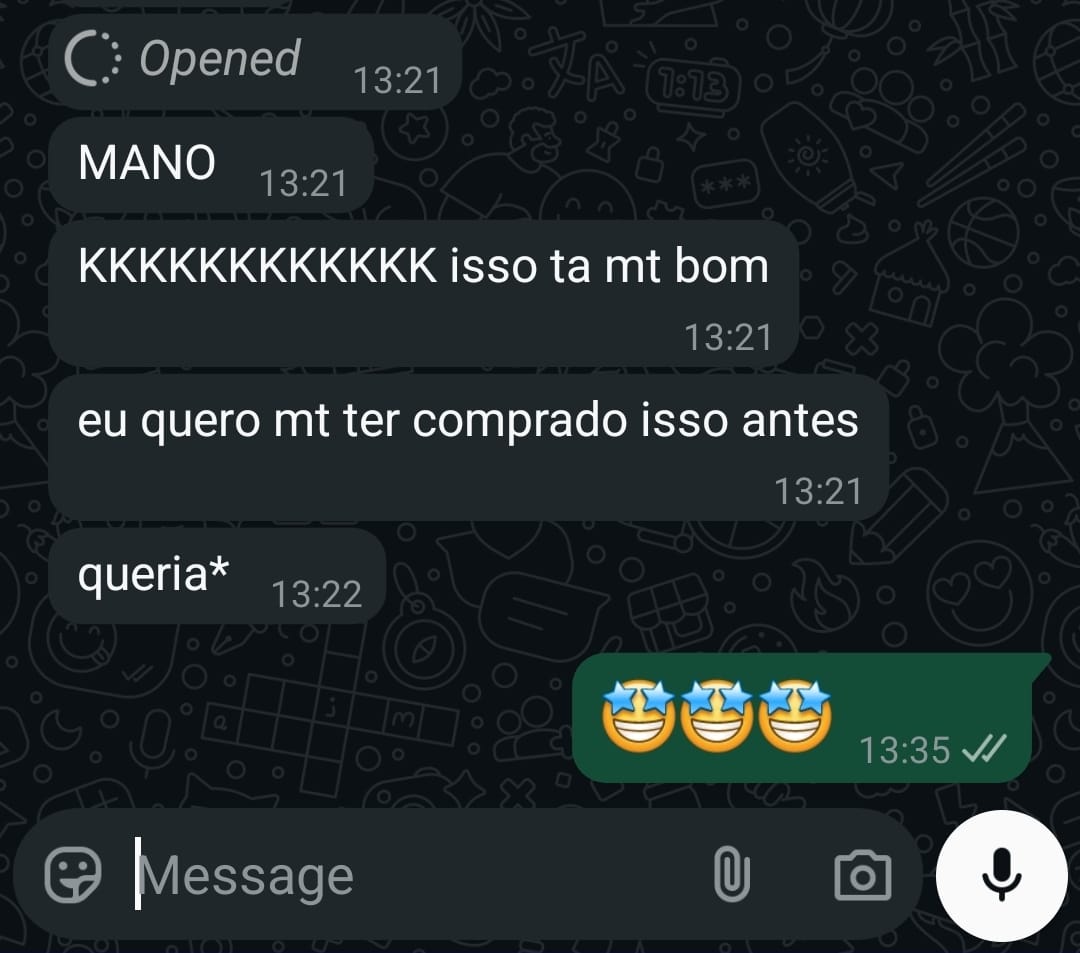 Opened 13:21
MANO 13:21
KKKKKKKKKKKK isso ta mt bom
13:21
eu quero mt ter comprado isso antes
13:21
queria* 13:22
🤩🤩🤩 13:35
Message